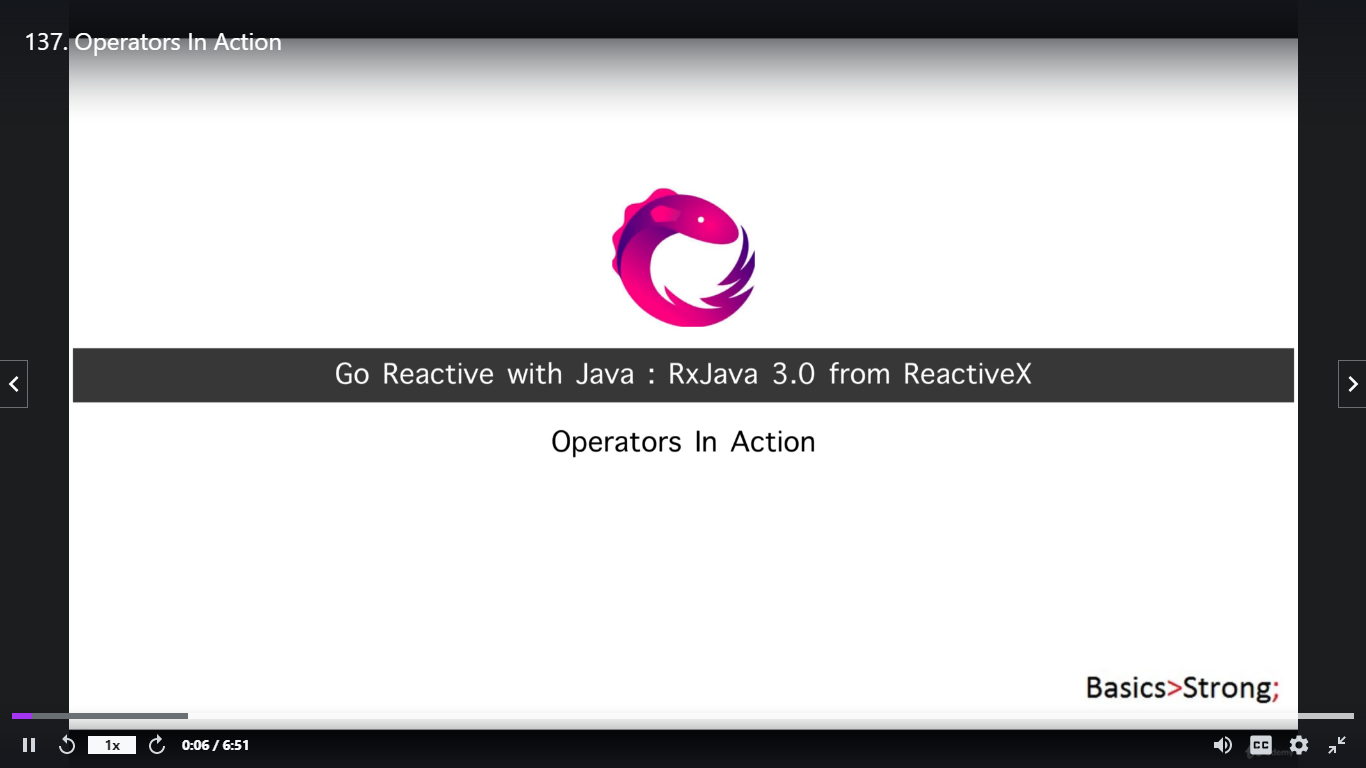 137. Operators In Action
Go Reactive with Java : RxJava 3.0 from ReactiveX
Operators In Action
Basics>Strong;
1x
0:06 / 6:51
CC